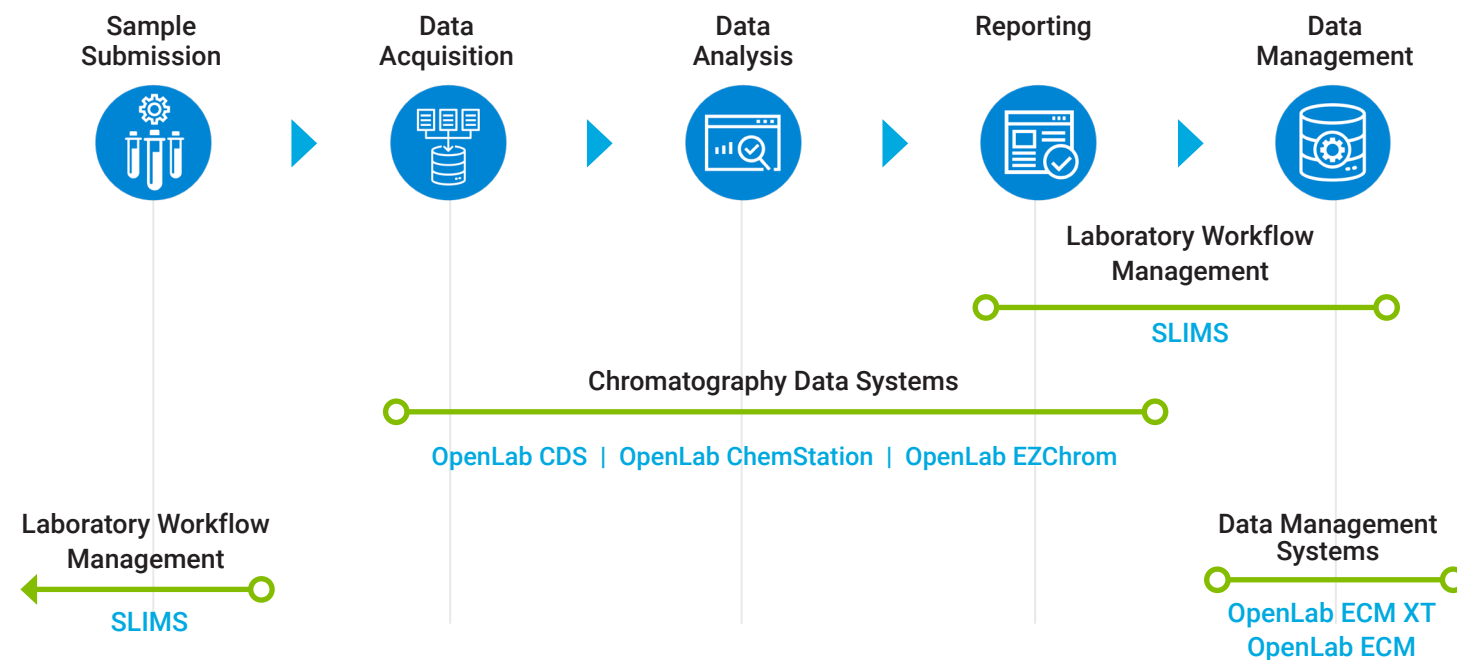 Sample
Submission
Data
Acquisition
Data
Analysis
Reporting
Data
Management
Laboratory Workflow
Management
SLIMS
Chromatography Data Systems
OpenLab CDS | OpenLab ChemStation | OpenLab EZChrom
Laboratory Workflow
Management
SLIMS
Data Management
Systems
OpenLab ECM XT
OpenLab ECM